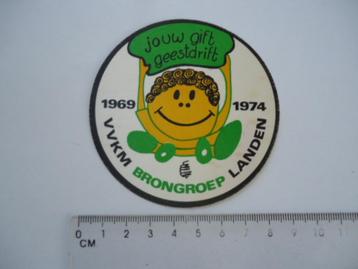 jouw gift
geestdrift
1969 1974
VVKM BRONGROEP LANDEN
0 1 2 3 4 5 6 7 8 9 10 11
CM